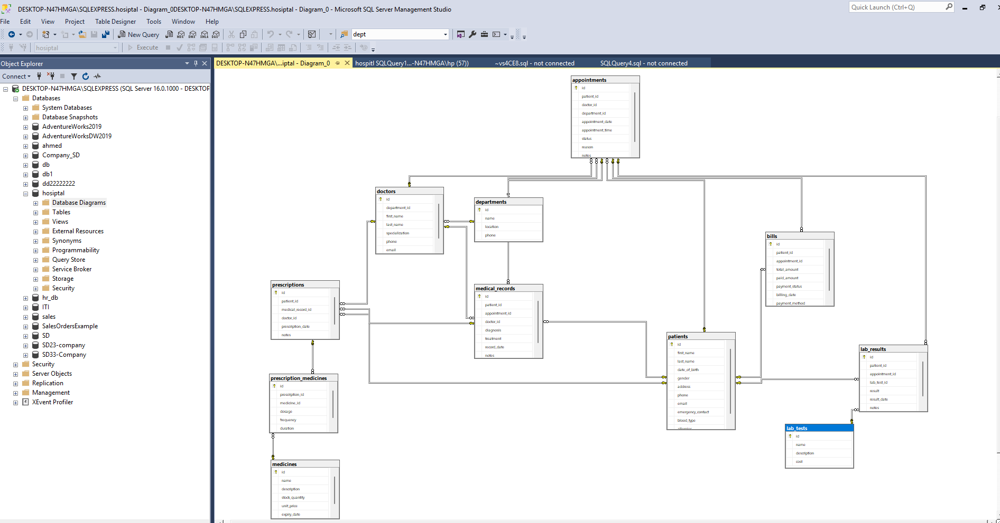 DESKTOP-N47HMGA\SQLEXPRESS.hosiptal - Diagram_0DESKTOP-N47HMGA\SQLEXPRESS.hosiptal - Diagram_0 - Microsoft SQL Server Management Studio
Quick Launch (Ctrl+Q)
File Edit View Project Table Designer Tools Window Help
New Query
MDX DMX XMLA DAX
dept
hosiptal
Execute
Object Explorer
Connect
DESKTOP-N47HMGA\SQLEXPRESS (SQL Server 16.0.1000 - DESKTOP
Databases
System Databases
Database Snapshots
AdventureWorks2019
AdventureWorksDW2019
ahmed
Company_SD
db
db1
dd22222222
hosiptal
Database Diagrams
Tables
Views
External Resources
Synonyms
Programmability
Query Store
Service Broker
Storage
Security
hr_db
ITI
sales
SalesOrdersExample
SD
SD23-company
SD33-Company
Security
Server Objects
Replication
Management
XEvent Profiler
DESKTOP-N47HMGA\...iptal - Diagram_0
hospitl SQLQuery1...-N47HMGA\hp (57))
~vs4CE8.sql - not connected
SQLQuery4.sql - not connected
appointments
id
patient_id
doctor_id
department_id
appointment_date
appointment_time
status
reason
notes
doctors
id
department_id
first_name
last_name
specialization
phone
email
departments
id
name
location
phone
bills
id
patient_id
appointment_id
total_amount
paid_amount
payment_status
billing_date
payment_method
prescriptions
id
patient_id
medical_record_id
doctor_id
prescription_date
notes
medical_records
id
patient_id
appointment_id
doctor_id
diagnosis
treatment
record_date
notes
patients
id
first_name
last_name
date_of_birth
gender
address
phone
email
emergency_contact
blood_type
allergies
lab_results
id
patient_id
appointment_id
lab_test_id
result
result_date
notes
prescription_medicines
id
prescription_id
medicine_id
dosage
frequency
duration
lab_tests
id
name
description
cost
medicines
id
name
description
stock_quantity
unit_price
expiry_date